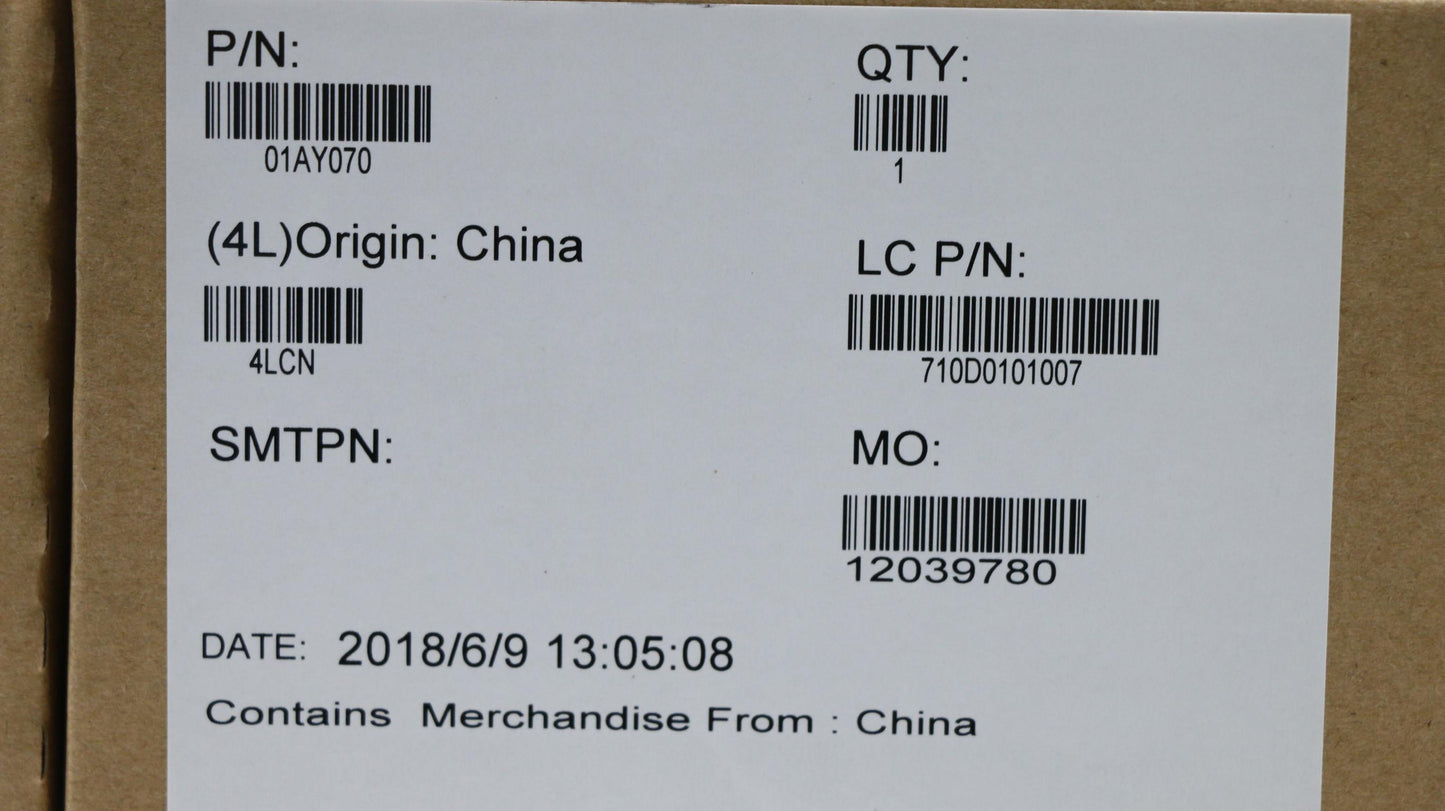 P/N:
01AY070
QTY:
1
(4L)Origin: China
4LCN
LC P/N:
710D0101007
SMTPN:
MO:
12039780
DATE: 2018/6/9 13:05:08
Contains Merchandise From : China